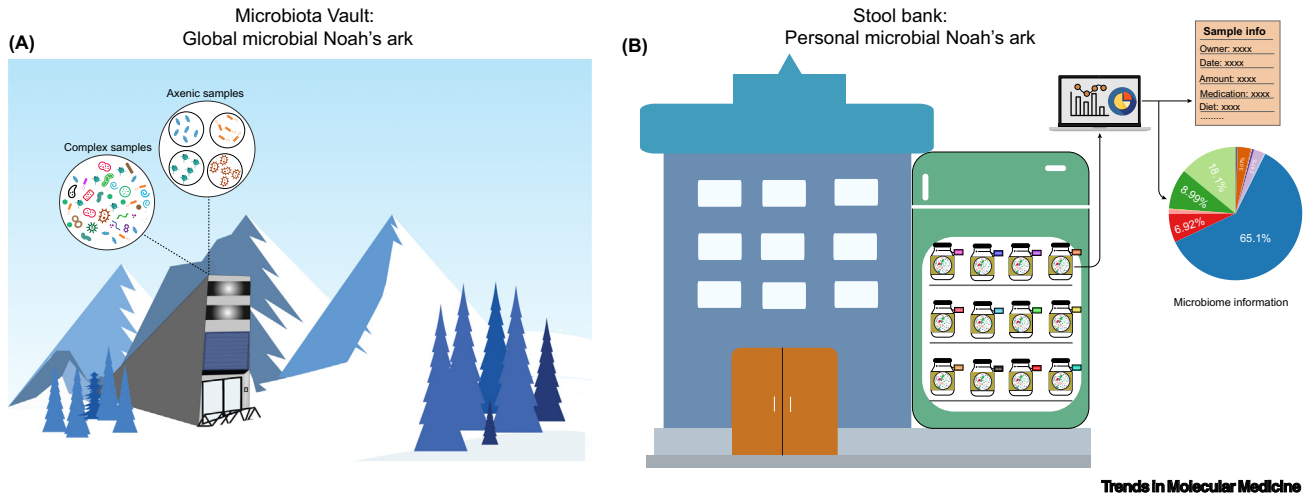 Microbiota Vault:
Global microbial Noah's ark
(A)
Axenic samples
Complex samples
Stool bank:
Personal microbial Noah's ark
(B)
Sample info
Owner: xxxx
Date: xxxx
Amount: xxxx
Medication: xxxx
Diet: xxxx
.........
18.1%
8.99%
6.92%
65.1%
Microbiome information
Trends in Molecular Medicine